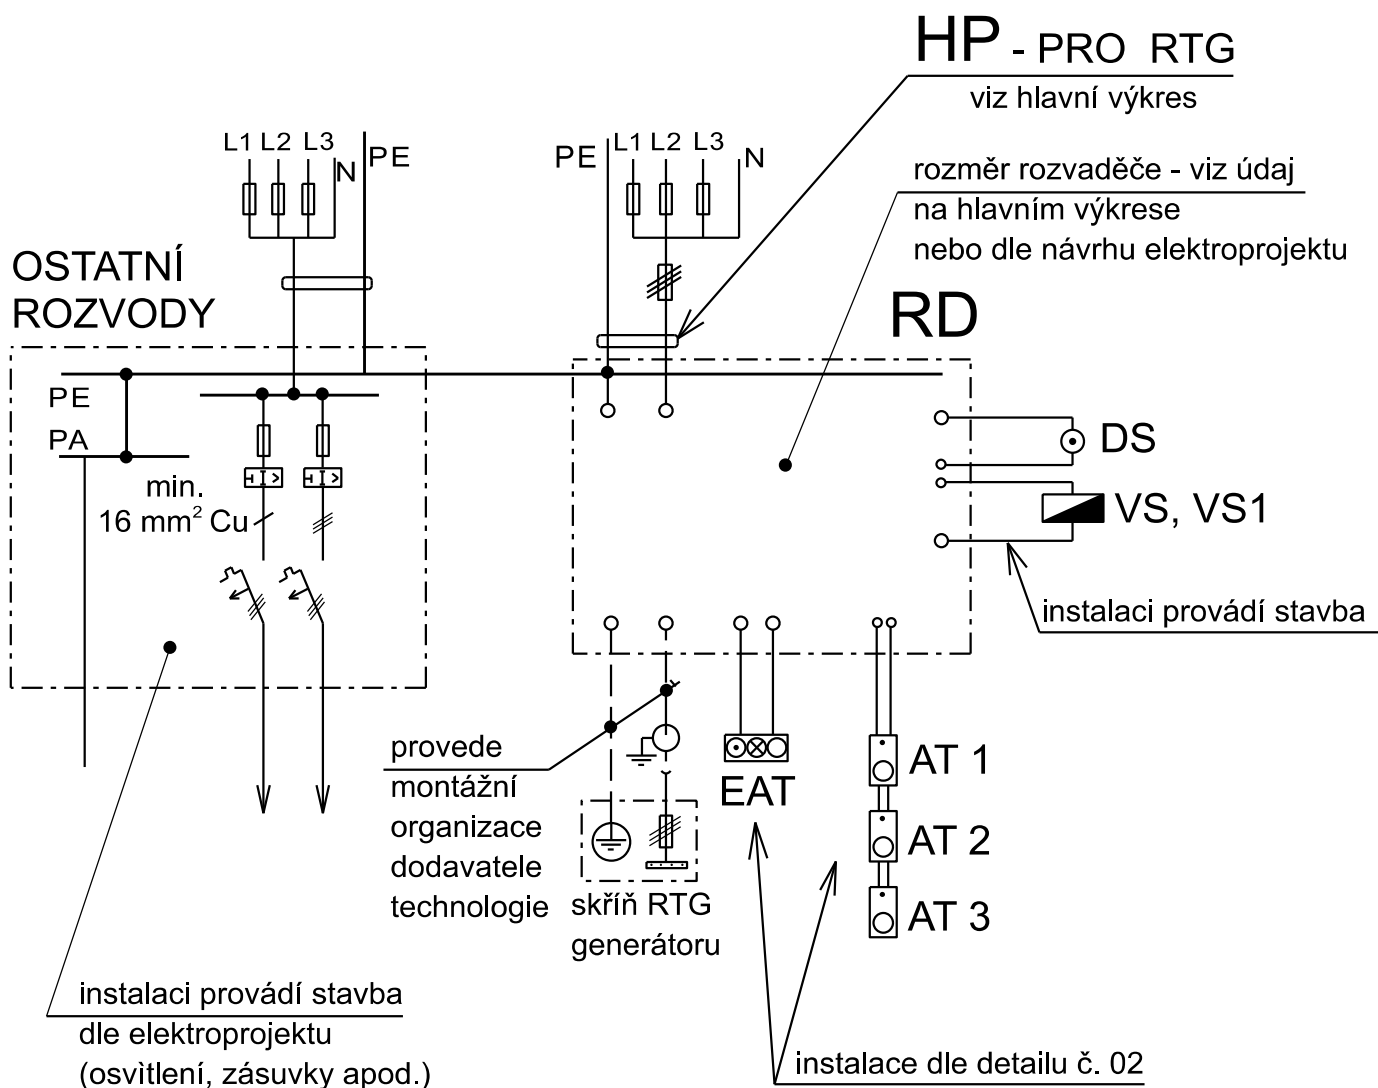 HP - PRO RTG
viz hlavní výkres
L1 L2 L3
N
PE
PE
L1 L2 L3
N
rozměr rozvaděče - viz údaj
na hlavním výkrese
nebo dle návrhu elektroprojektu
OSTATNÍ
ROZVODY
RD
PE
PA
min.
16 mm² Cu
DS
VS, VS1
instalaci provádí stavba
provede
montážní
organizace
dodavatele
technologie
EAT
AT 1
AT 2
AT 3
skříň RTG
generátoru
instalaci provádí stavba
dle elektroprojektu
(osvìtlení, zásuvky apod.)
instalace dle detailu č. 02